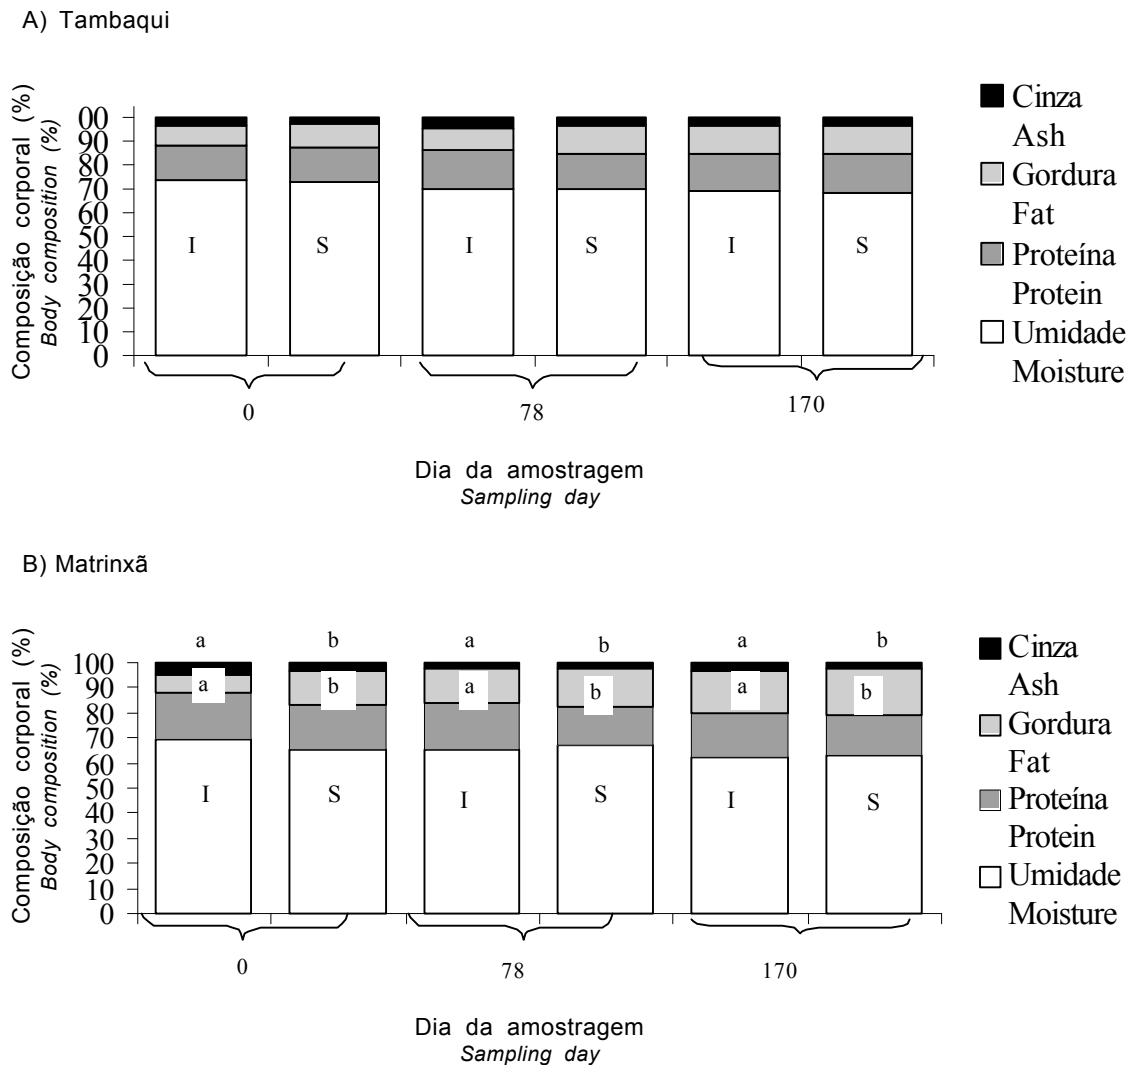 A) Tambaqui
Composição corporal (%)
Body composition (%)
00
90
80
70
60
50
40
30
20
10
0
I
S
I
S
I
S
0
78
170
Dia da amostragem
Sampling day
Cinza
Ash
Gordura
Fat
Proteína
Protein
Umidade
Moisture
B) Matrinxã
Composição corporal (%)
Body composition (%)
100
90
80
70
60
50
40
30
20
10
0
a
b
a
b
a
b
a
b
a
b
a
b
I
S
I
S
I
S
0
78
170
Dia da amostragem
Sampling day
Cinza
Ash
Gordura
Fat
Proteína
Protein
Umidade
Moisture